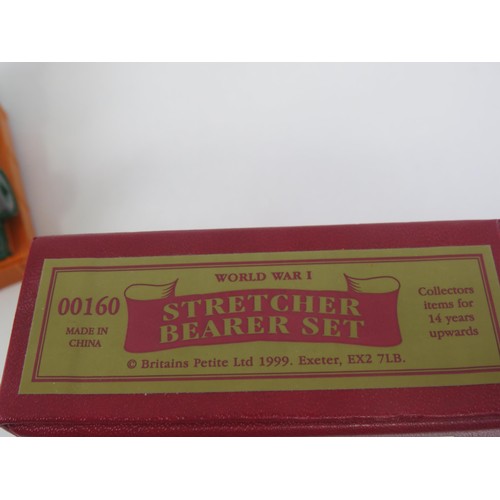 WORLD WAR I
00160
MADE IN
CHINA
STRETCHER
BEARER SET
Collectors
items for
14 years
upwards
© Britains Petite Ltd 1999. Exeter, EX2 7LB.